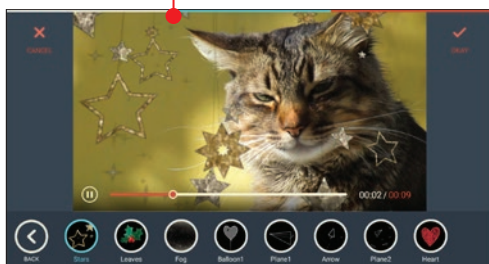 CANCEL
OKAY
00:02 / 00:09
BACK
Stars
Leaves
Fog
Balloon1
Plane1
Arrow
Plane2
Heart